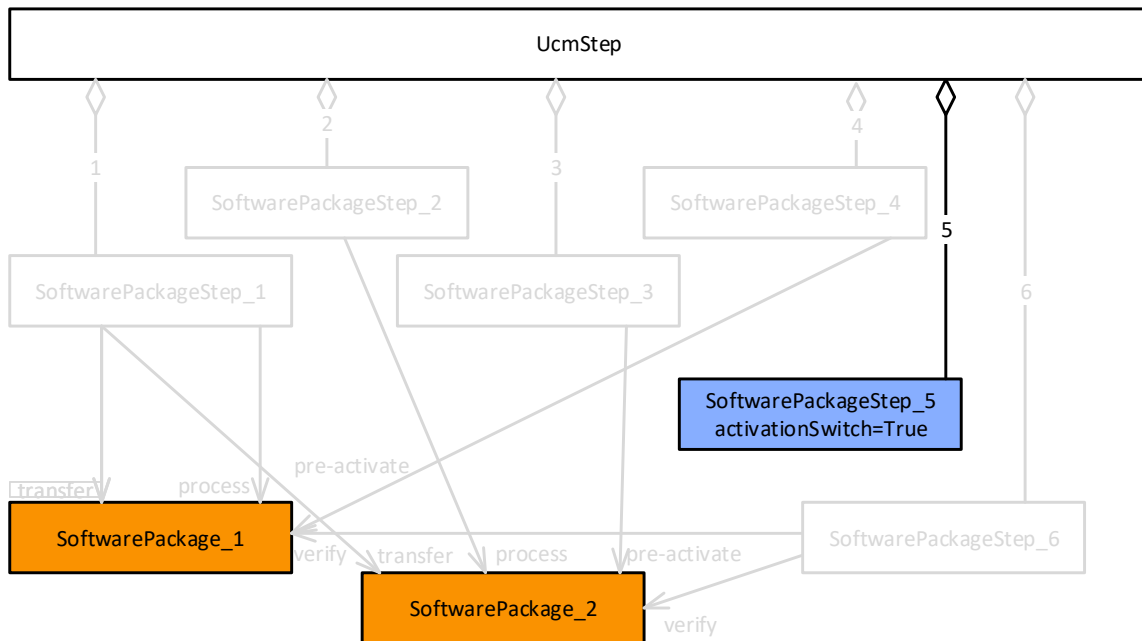 UcmStep
1
2
3
4
5
6
SoftwarePackageStep_2
SoftwarePackageStep_4
SoftwarePackageStep_1
SoftwarePackageStep_3
SoftwarePackageStep_5
activationSwitch=True
pre-activate
transfer
process
SoftwarePackage_1
SoftwarePackageStep_6
verify
transfer
process
pre-activate
SoftwarePackage_2
verify